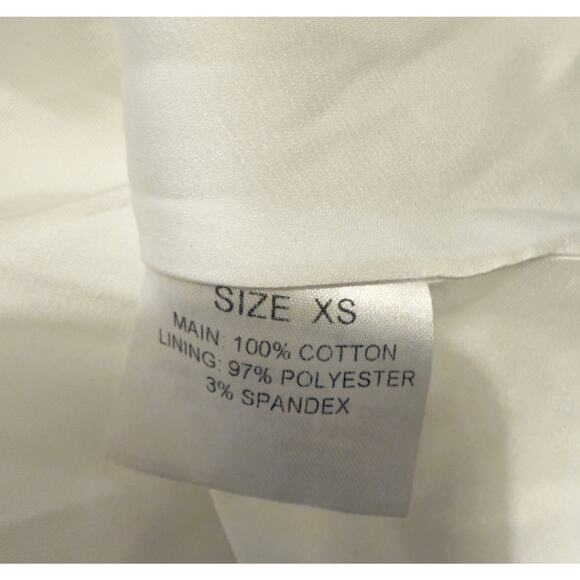 SIZE XS
MAIN: 100% COTTON
LINING: 97% POLYESTER
3% SPANDEX